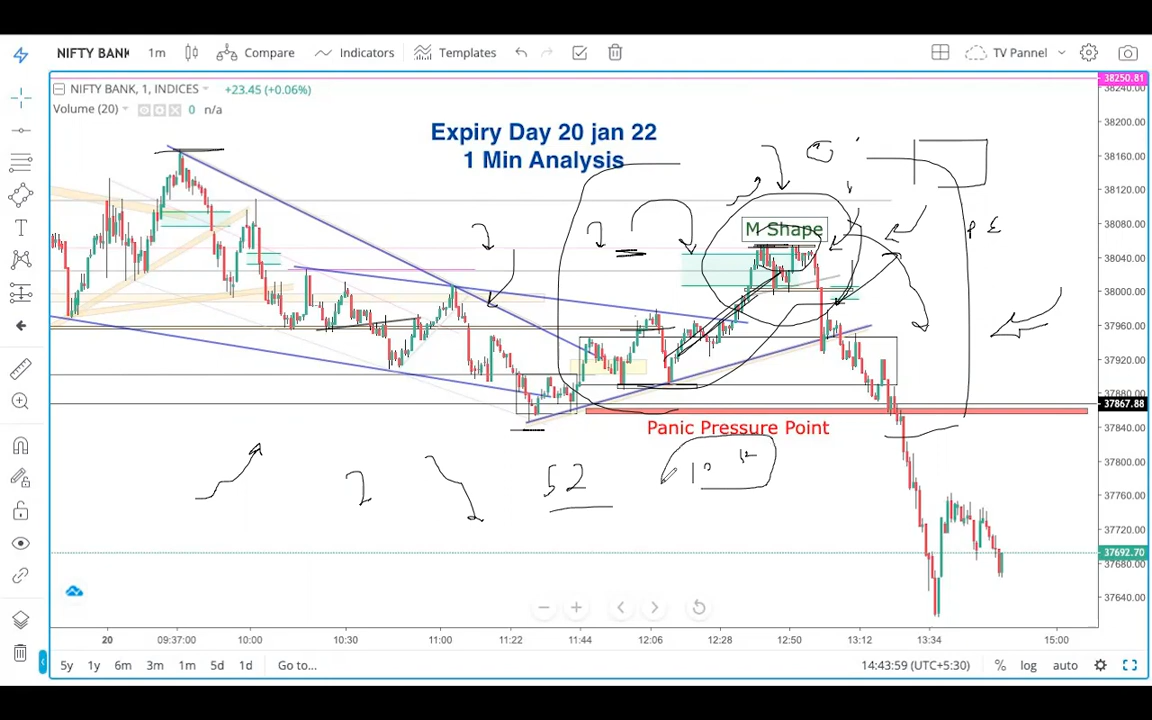 NIFTY BANK 1m Compare Indicators Templates TV Pannel
NIFTY BANK, 1, INDICES +23.45 (+0.06%)
Volume (20) 0 n/a
Expiry Day 20 jan 22
1 Min Analysis
M Shape
P E
Panic Pressure Point
2
52
38250.81
38240.00
38200.00
38160.00
38120.00
38080.00
38040.00
38000.00
37960.00
37920.00
37880.00
37867.88
37840.00
37800.00
37760.00
37720.00
37692.70
37680.00
37640.00
20 09:37:00 10:00 10:30 11:00 11:22 11:44 12:06 12:28 12:50 13:12 13:34 15:00
5y 1y 6m 3m 1m 5d 1d Go to... 14:43:59 (UTC+5:30) % log auto